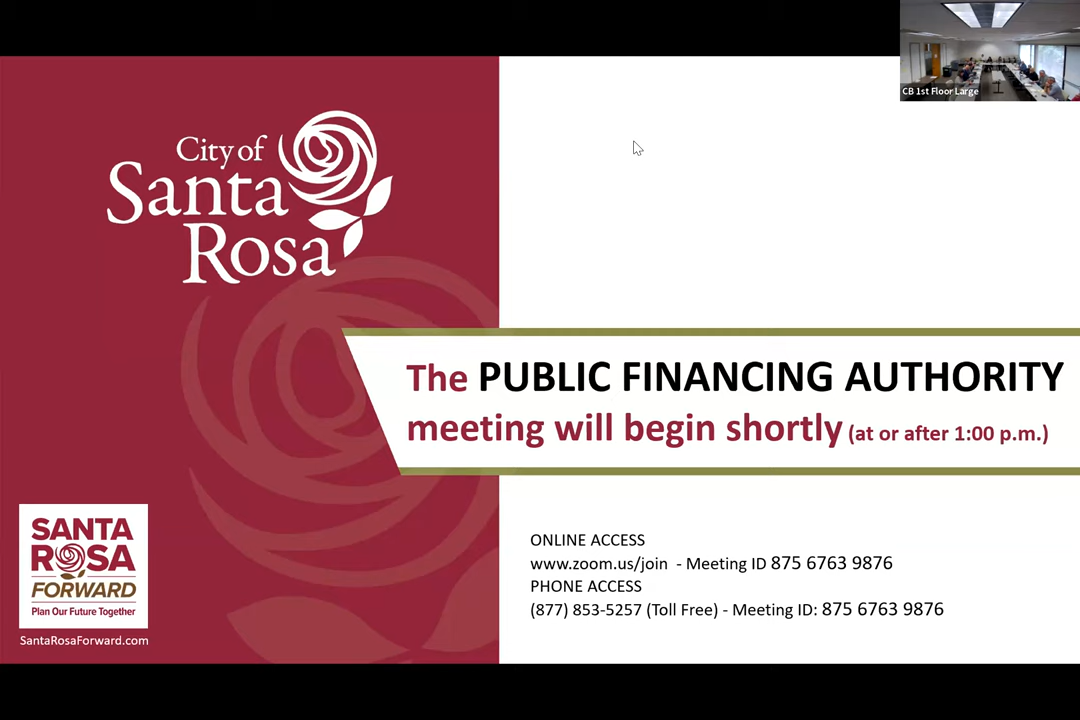 CB 1st Floor Large
City of
Santa
Rosa
The PUBLIC FINANCING AUTHORITY
meeting will begin shortly (at or after 1:00 p.m.)
SANTA
ROSA
FORWARD
Plan Our Future Together
SantaRosaForward.com
ONLINE ACCESS
www.zoom.us/join - Meeting ID 875 6763 9876
PHONE ACCESS
(877) 853-5257 (Toll Free) - Meeting ID: 875 6763 9876